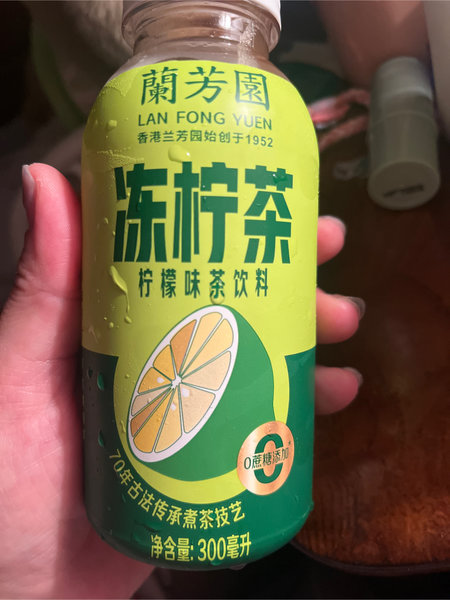 蘭芳園
LAN FONG YUEN
香港兰芳园始创于1952
冻柠茶
柠檬味茶饮料
0
0蔗糖添加*
70年古法传承煮茶技艺
净含量: 300毫升